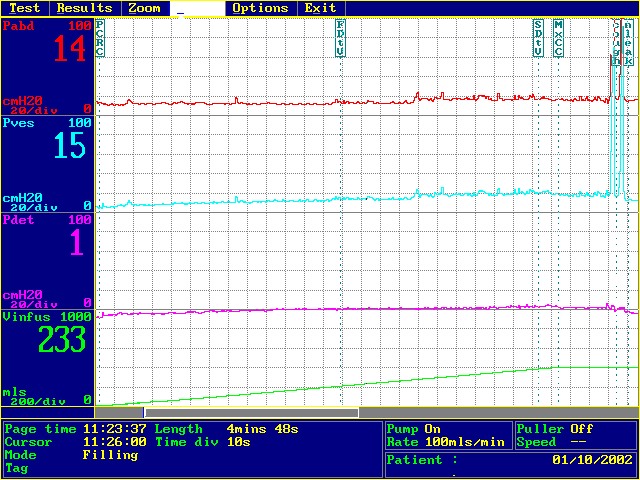 Test Results Zoom _ Options Exit
Pabd 100
14
cmH20
20/div 0
Pves 100
15
cmH20
20/div 0
Pdet 100
1
cmH20
20/div 0
Vinfus 1000
233
mls
200/div 0
PCRC
FDtV
SDtV
MxCC
nleak
Page time 11:23:37 Length 4mins 48s
Cursor 11:26:00 Time div 10s
Mode Filling
Tag
Pump On
Rate 100mls/min
Puller Off
Speed --
Patient :
01/10/2002